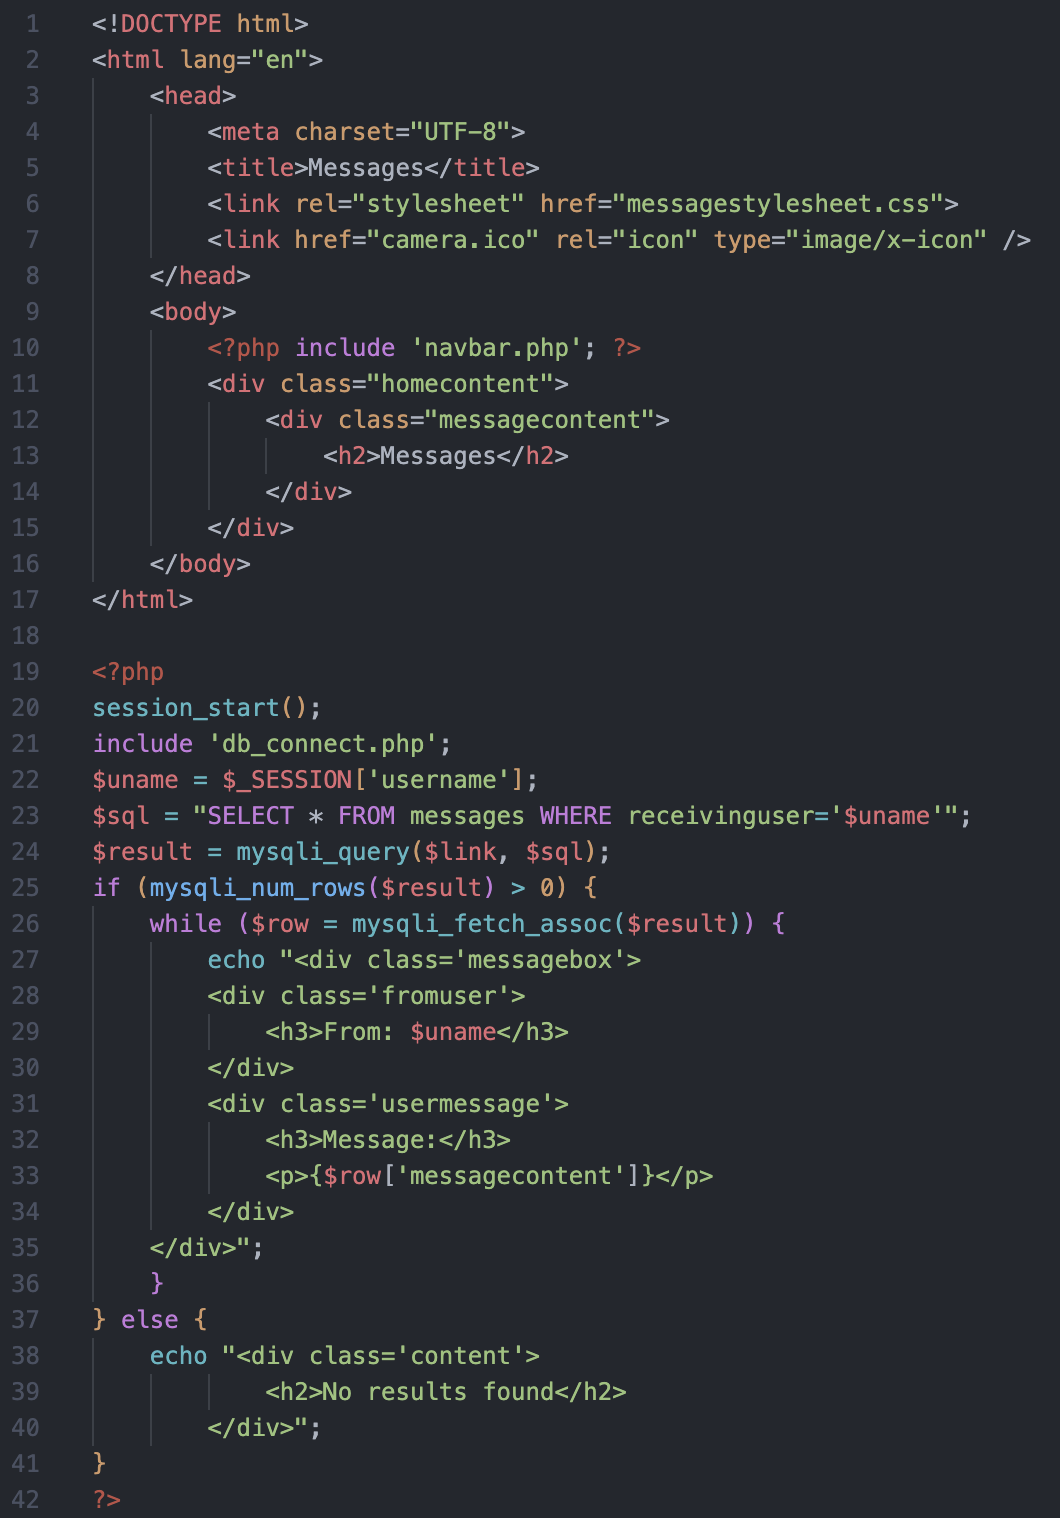 1 <!DOCTYPE html>
2 <html lang="en">
3 <head>
4 <meta charset="UTF-8">
5 <title>Messages</title>
6 <link rel="stylesheet" href="messagestylesheet.css">
7 <link href="camera.ico" rel="icon" type="image/x-icon" />
8 </head>
9 <body>
10 <?php include 'navbar.php'; ?>
11 <div class="homecontent">
12 <div class="messagecontent">
13 <h2>Messages</h2>
14 </div>
15 </div>
16 </body>
17 </html>
18
19 <?php
20 session_start();
21 include 'db_connect.php';
22 $uname = $_SESSION['username'];
23 $sql = "SELECT * FROM messages WHERE receivinguser='$uname'";
24 $result = mysqli_query($link, $sql);
25 if (mysqli_num_rows($result) > 0) {
26 while ($row = mysqli_fetch_assoc($result)) {
27 echo "<div class='messagebox'>
28 <div class='fromuser'>
29 <h3>From: $uname</h3>
30 </div>
31 <div class='usermessage'>
32 <h3>Message:</h3>
33 <p>{$row['messagecontent']}</p>
34 </div>
35 </div>";
36 }
37 } else {
38 echo "<div class='content'>
39 <h2>No results found</h2>
40 </div>";
41 }
42 ?>